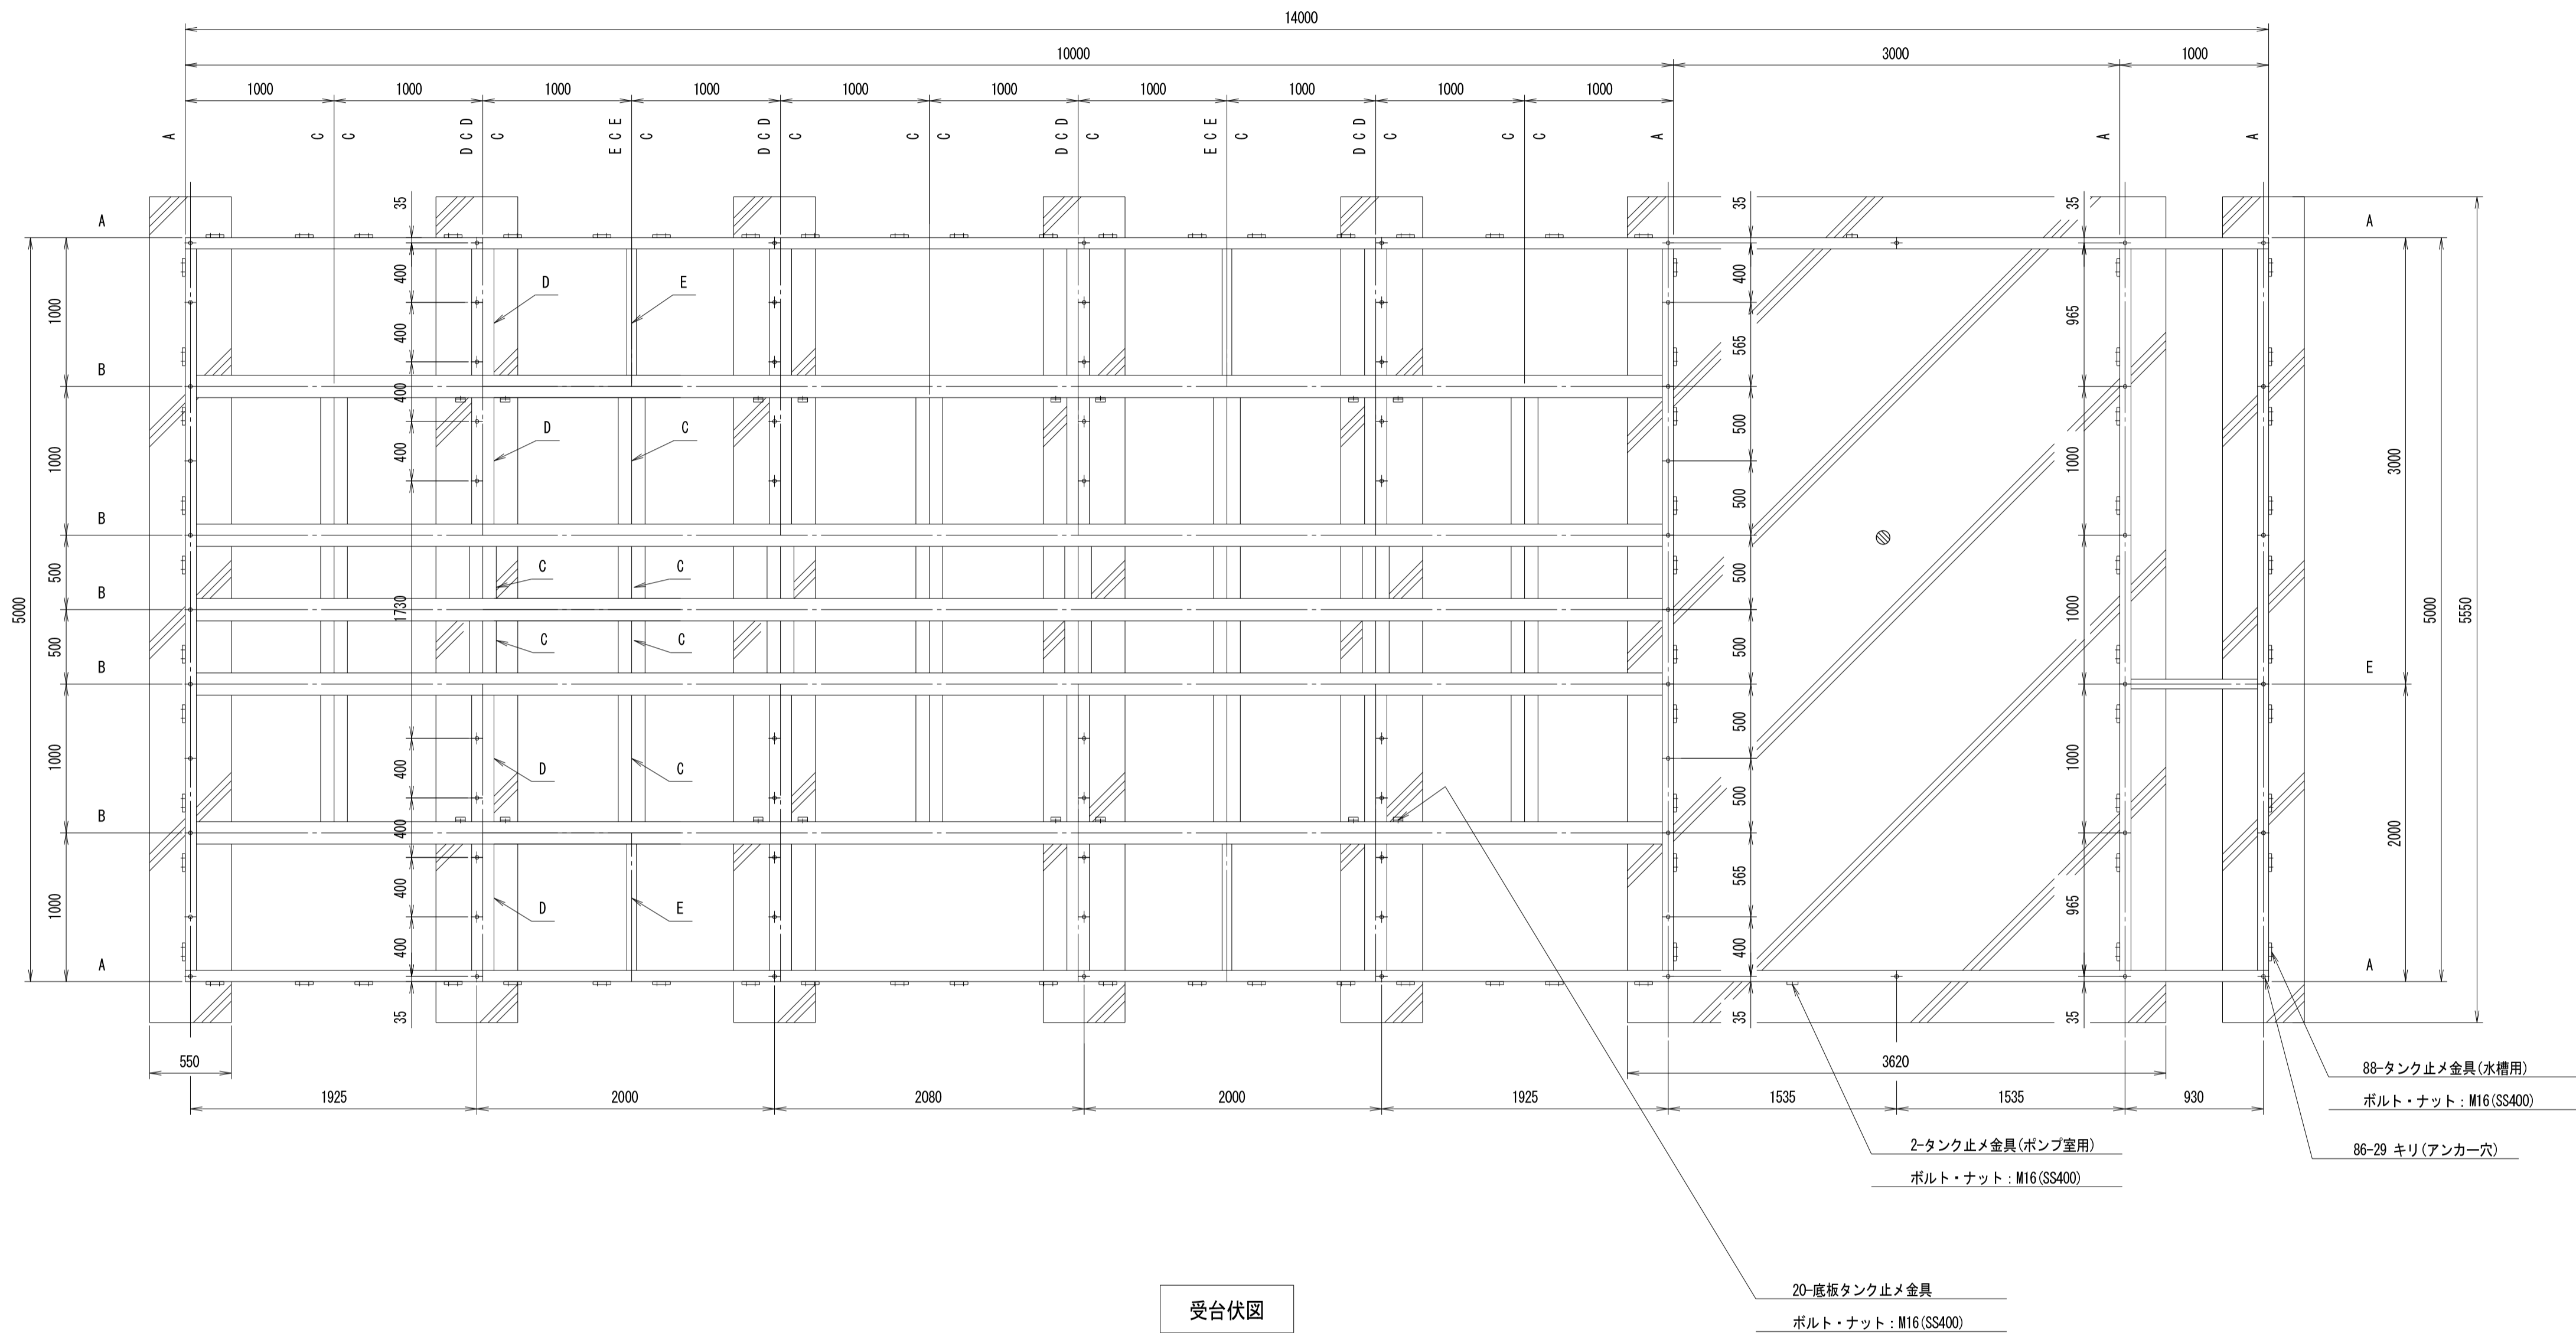 14000
10000 3000 1000
1000 1000 1000 1000 1000 1000 1000 1000 1000 1000
A C C DCD C ECE C DCD C C C DCD C ECE C DCD C C C A A A
A 35 35 35 A
5000 1000 400 D E 400 965 3000 5000 5550
400 565
B
400
1000 400 D C 500 1000
500
B
500 C C 500 1000
B 1730
500 C C 500
B E
1000 500 1000 2000
400 D C
500
B 400
1000 400 D E 565 965
400 400
A A
35 35 35
550 3620
1925 2000 2080 2000 1925 1535 1535 930
88-タンク止メ金具(水槽用)
ボルト・ナット:M16(SS400)
2-タンク止メ金具(ポンプ室用)
ボルト・ナット:M16(SS400)
86-29 キリ(アンカー穴)
20-底板タンク止メ金具
ボルト・ナット:M16(SS400)
受台伏図